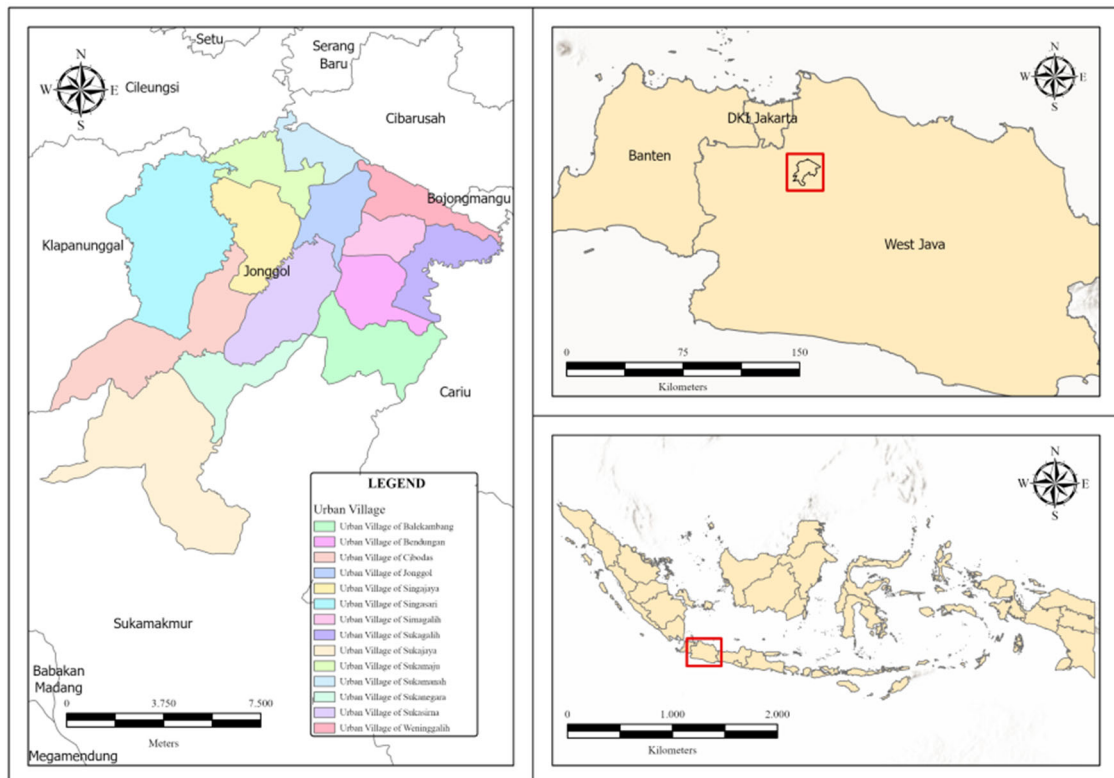 Setu
Serang
Baru
N
W E
S
Cileungsi
Cibarusah
Bojongmangu
Klapanunggal
Jonggol
Cariu
Sukamakmur
Babakan
Madang
Megamendung
0 3.750 7.500
Meters
LEGEND
Urban Village
Urban Village of Balekambang
Urban Village of Bendungan
Urban Village of Cibodas
Urban Village of Jonggol
Urban Village of Singajaya
Urban Village of Singasari
Urban Village of Sirnagalih
Urban Village of Sukagalih
Urban Village of Sukajaya
Urban Village of Sukamaju
Urban Village of Sukamanah
Urban Village of Sukanegara
Urban Village of Sukasirna
Urban Village of Weninggalih
N
W E
S
DKI Jakarta
Banten
West Java
0 75 150
Kilometers
N
W E
S
0 1.000 2.000
Kilometers